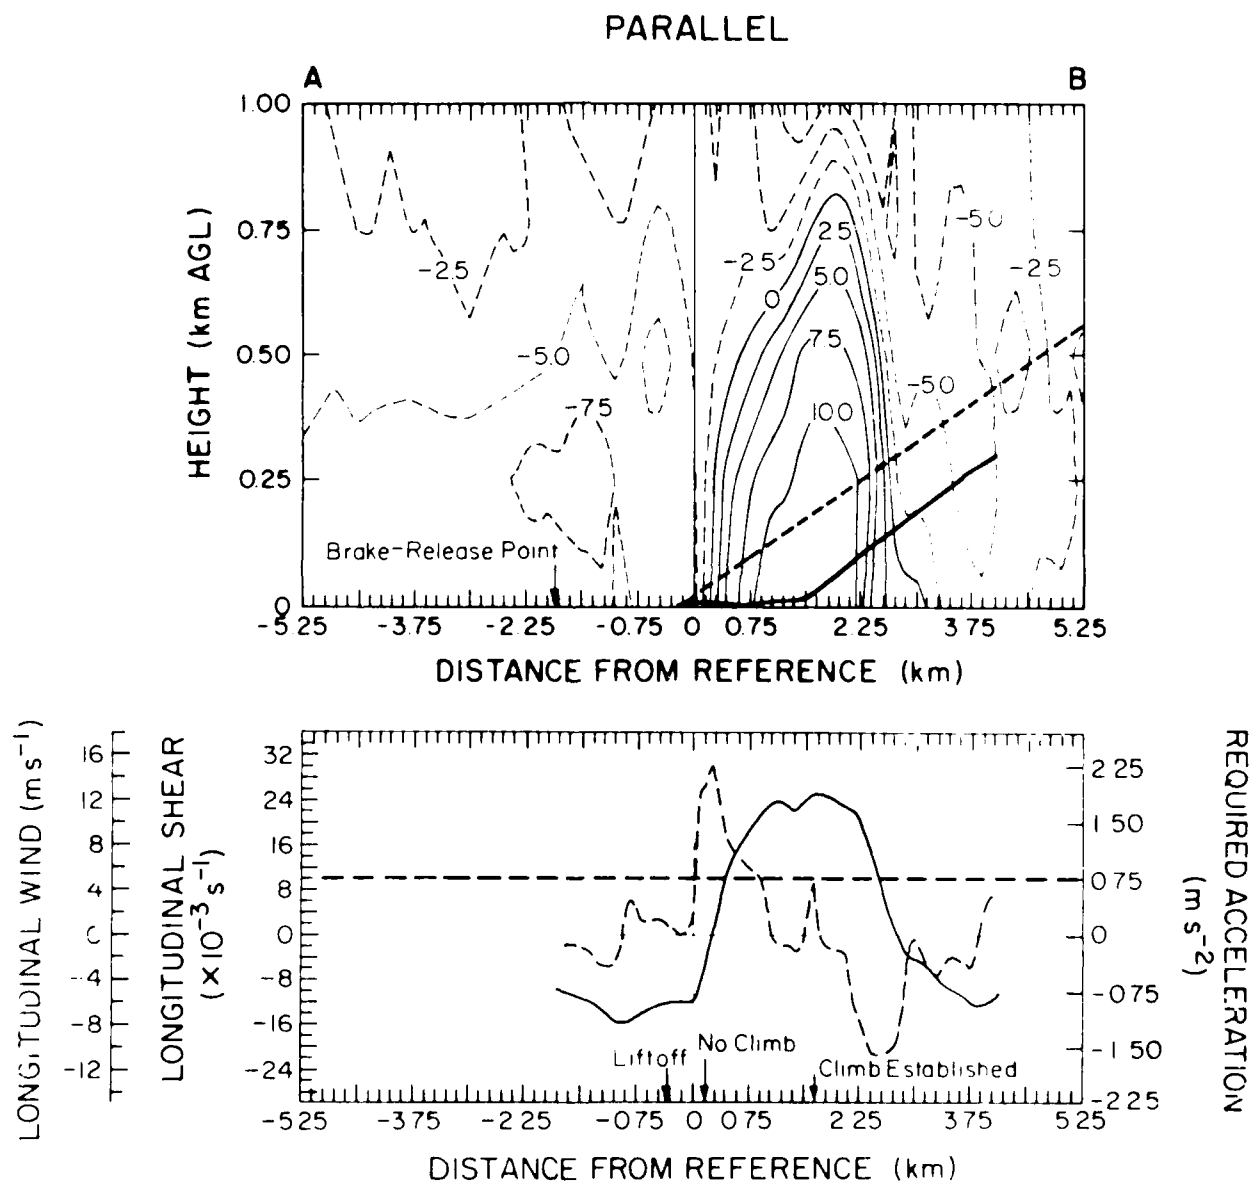 PARALLEL
A B
1.00
0.75
0.50
0.25
0
HEIGHT (km AGL)
-2.5
-5.0
-7.5
-2.5
0
2.5
5.0
7.5
10.0
-5.0
-2.5
-5.0
Brake-Release Point
-5.25 -3.75 -2.25 -0.75 0 0.75 2.25 3.75 5.25
DISTANCE FROM REFERENCE (km)
LONGITUDINAL WIND (m s⁻¹)
16
12
8
4
0
-4
-8
-12
LONGITUDINAL SHEAR
(×10⁻³ s⁻¹)
32
24
16
8
0
-8
-16
-24
Liftoff
No Climb
Climb Established
2.25
1.50
0.75
0
-0.75
-1.50
-2.25
REQUIRED ACCELERATION
(m s⁻²)
-5.25 -3.75 -2.25 -0.75 0 0.75 2.25 3.75 5.25
DISTANCE FROM REFERENCE (km)